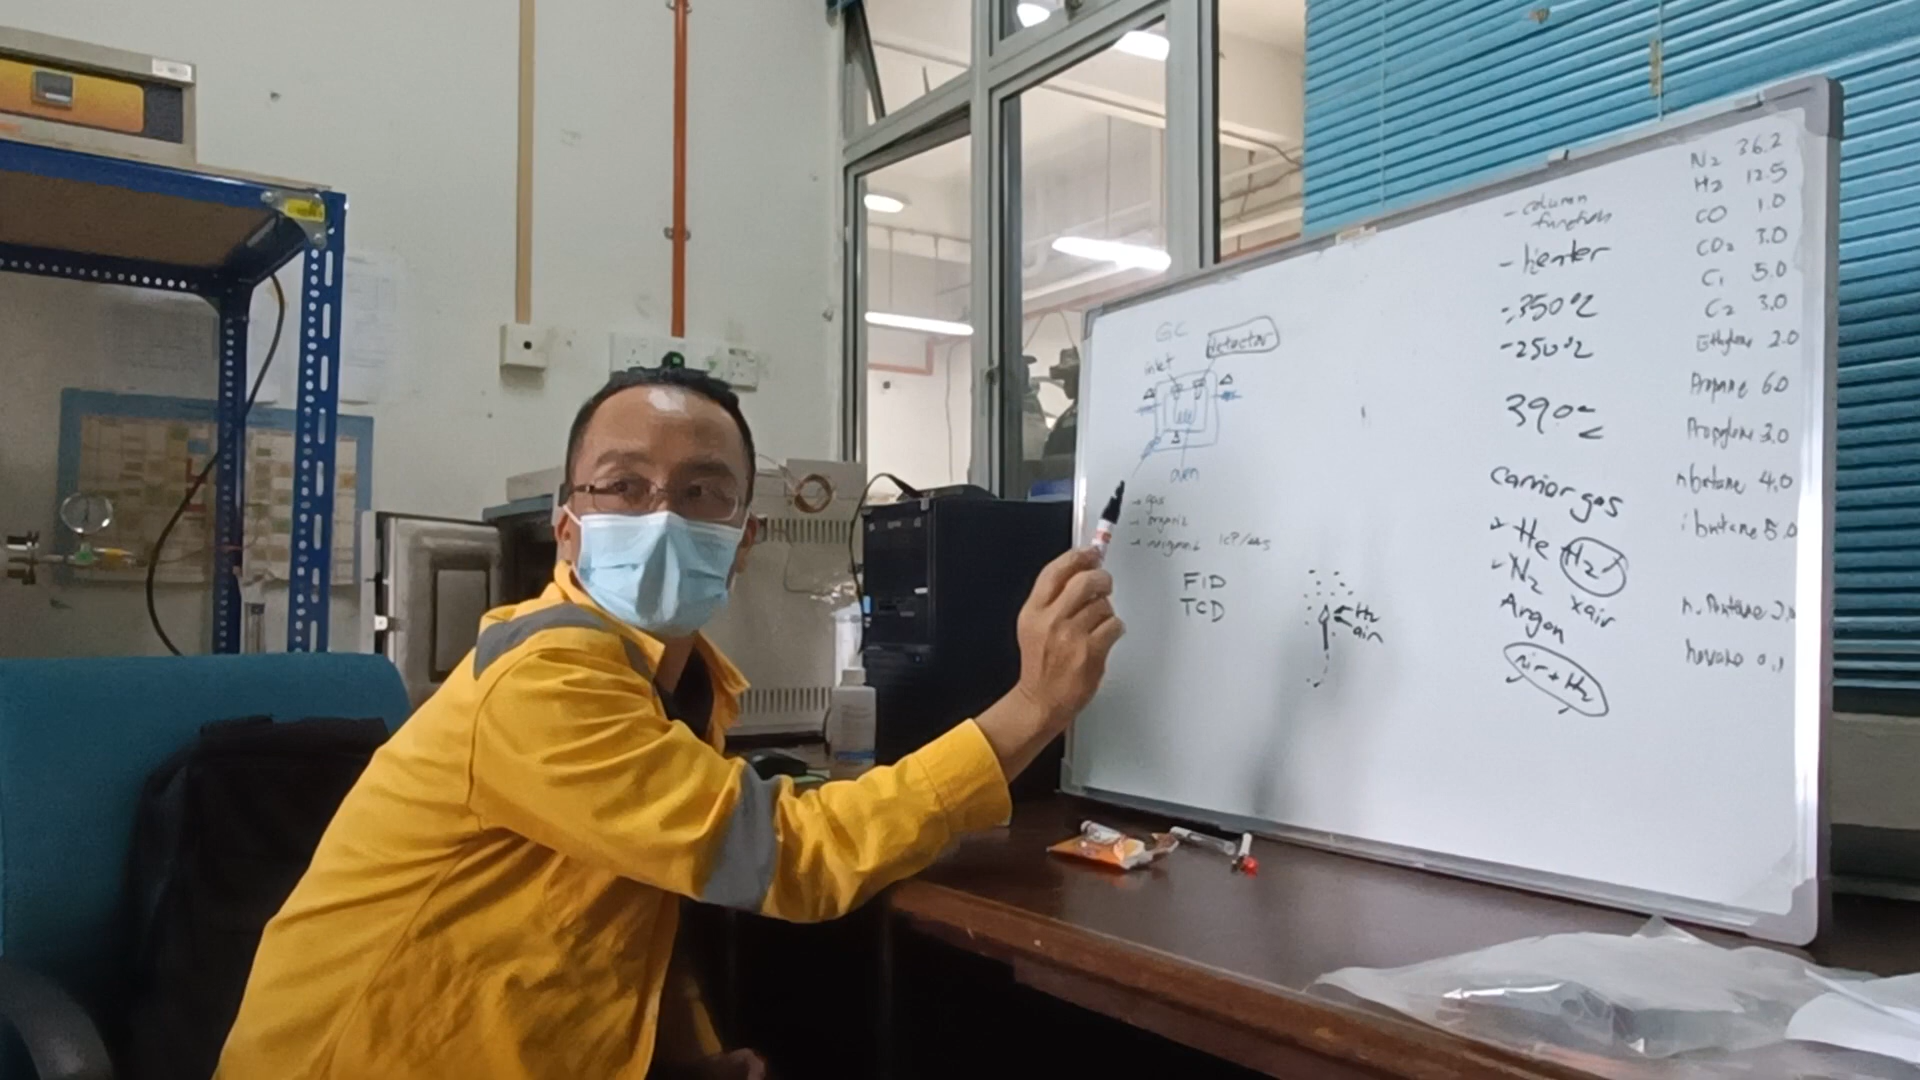 GC
inlet
detector
oven
→ gas
→ organic
→ ICP/
FID
TCD
H2
air
- column
function
- heater
350°C
250°C
390°C
carrier gas
He H2
N2 x air
Argon
air + H2
N2 36.2
H2 12.5
CO 1.0
CO2 3.0
C1 5.0
C2 3.0
Ethylene 2.0
Propane 6.0
Propylene 3.0
n butane 4.0
i butane 5.0
n. Pentane
hexane 0.1